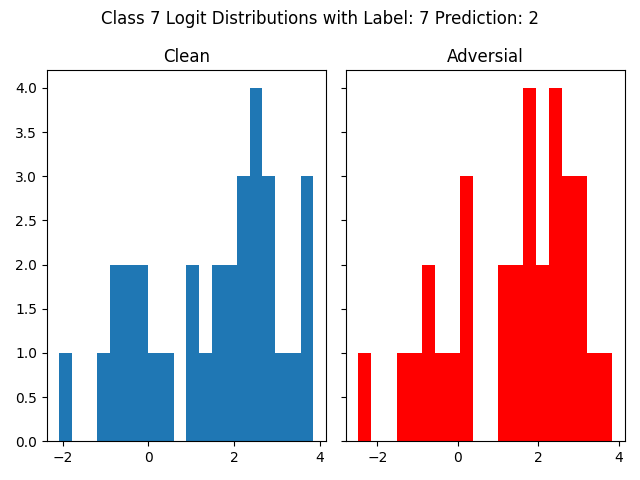 Class 7 Logit Distributions with Label: 7 Prediction: 2
Clean
Adversial
4.0
3.5
3.0
2.5
2.0
1.5
1.0
0.5
0.0
−2 0 2 4
−2 0 2 4